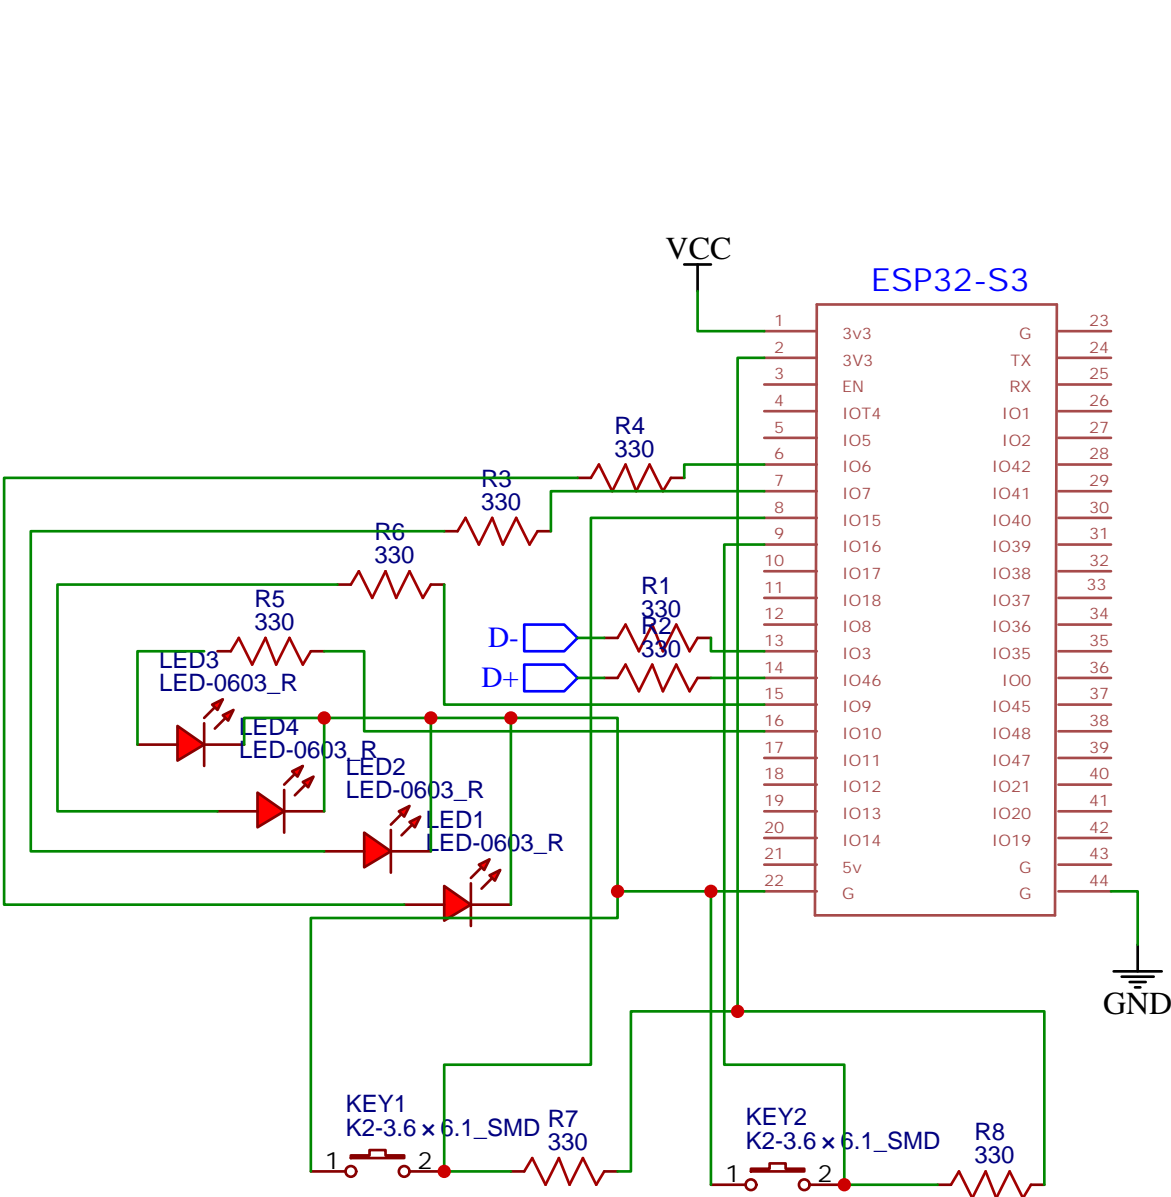 VCC
ESP32-S3
1
3v3
G
23
2
3V3
TX
24
3
EN
RX
25
4
IOT4
IO1
26
5
IO5
IO2
27
6
IO6
IO42
28
7
IO7
IO41
29
8
IO15
IO40
30
9
IO16
IO39
31
10
IO17
IO38
32
11
IO18
IO37
33
12
IO8
IO36
34
13
IO3
IO35
35
14
IO46
IO0
36
15
IO9
IO45
37
16
IO10
IO48
38
17
IO11
IO47
39
18
IO12
IO21
40
19
IO13
IO20
41
20
IO14
IO19
42
21
5v
G
43
22
G
G
44
R4
330
R3
330
R6
330
R5
330
R1
330
R2
330
D-
D+
LED3
LED-0603_R
LED4
LED-0603_R
LED2
LED-0603_R
LED1
LED-0603_R
GND
KEY1
K2-3.6×6.1_SMD
1
2
R7
330
KEY2
K2-3.6×6.1_SMD
1
2
R8
330